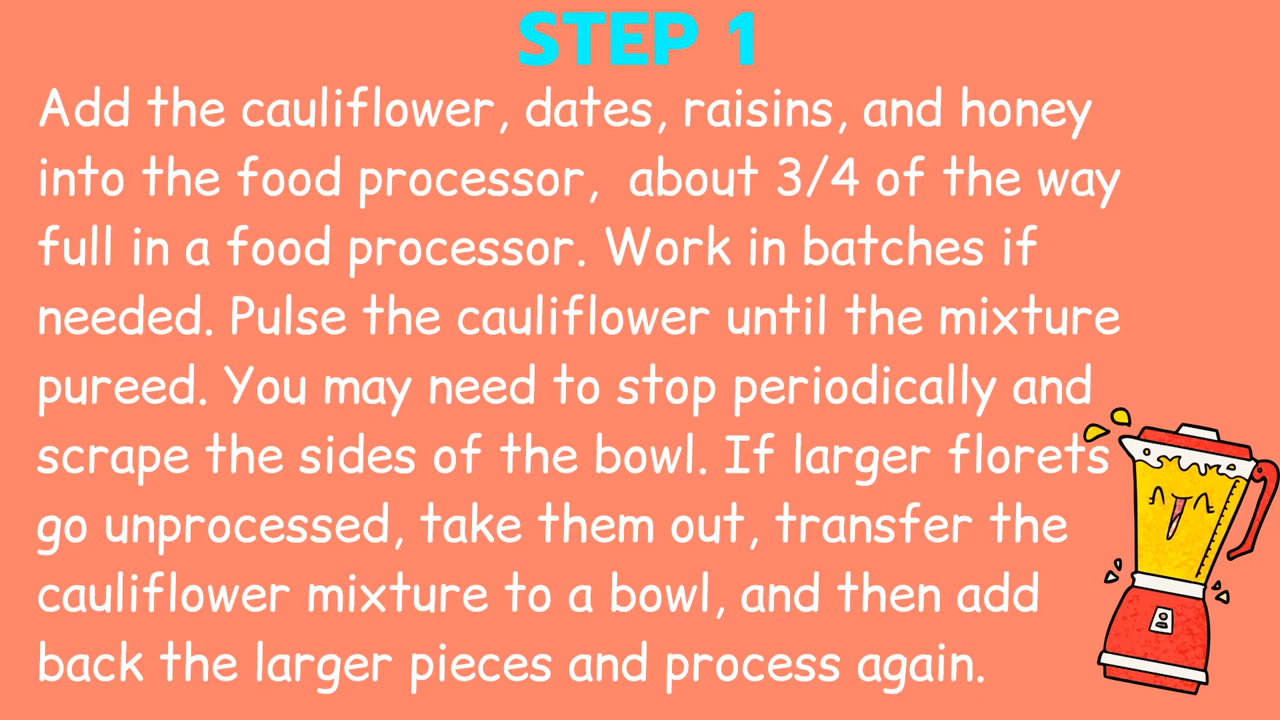 STEP 1
Add the cauliflower, dates, raisins, and honey
into the food processor,  about 3/4 of the way
full in a food processor. Work in batches if
needed. Pulse the cauliflower until the mixture
pureed. You may need to stop periodically and
scrape the sides of the bowl. If larger florets
go unprocessed, take them out, transfer the
cauliflower mixture to a bowl, and then add
back the larger pieces and process again.